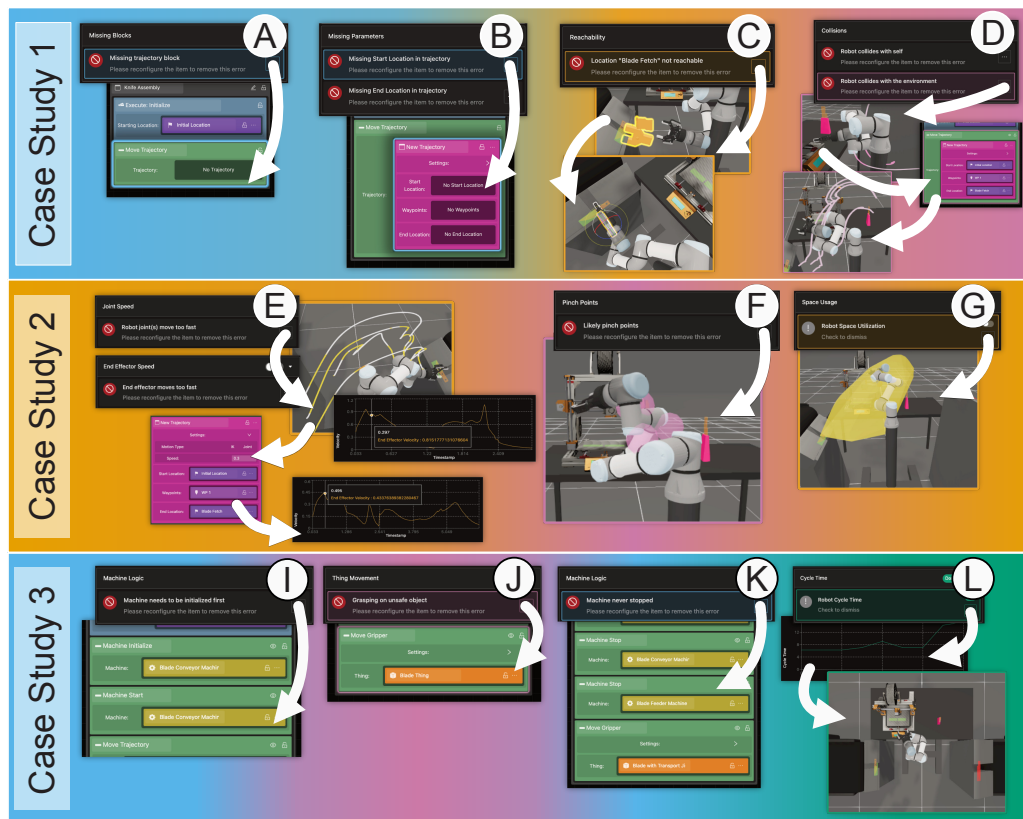 Case Study 1
A
Missing Blocks
Missing trajectory block
Please reconfigure the item to remove this error
Knife Assembly
Execute: Initialize
Starting Location:
Initial Location
Move Trajectory
Trajectory:
No Trajectory
B
Missing Parameters
Missing Start Location in trajectory
Please reconfigure the item to remove this error
Missing End Location in trajectory
Please reconfigure the item to remove this error
Move Trajectory
New Trajectory
Settings:
Trajectory:
Start Location:
No Start Location
Waypoints:
No Waypoints
End Location:
No End Location
C
Reachability
Location "Blade Fetch" not reachable
Please reconfigure the item to remove this error
D
Collisions
Robot collides with self
Please reconfigure the item to remove this error
Robot collides with the environment
Please reconfigure the item to remove this error
Case Study 2
E
Joint Speed
Robot joint(s) move too fast
Please reconfigure the item to remove this error
End Effector Speed
End effector moves too fast
Please reconfigure the item to remove this error
New Trajectory
Settings:
Motion Type:
Joint
Speed:
Start Location:
Initial Location
Waypoints:
WP 1
End Location:
Blade Fetch
Velocity
0.297
Timestamp
Velocity
Timestamp
F
Pinch Points
Likely pinch points
Please reconfigure the item to remove this error
G
Space Usage
Robot Space Utilization
Check to dismiss
Case Study 3
I
Machine Logic
Machine needs to be initialized first
Please reconfigure the item to remove this error
Machine Initialize
Machine:
Blade Conveyor Machir
Machine Start
Machine:
Blade Conveyor Machir
Move Trajectory
J
Thing Movement
Grasping on unsafe object
Please reconfigure the item to remove this error
Move Gripper
Settings:
Thing:
Blade Thing
K
Machine Logic
Machine never stopped
Please reconfigure the item to remove this error
Machine Stop
Machine:
Blade Conveyor Machir
Machine Stop
Machine:
Blade Feeder Machine
Move Gripper
Settings:
Thing:
Blade with Transport Ji
L
Cycle Time
Robot Cycle Time
Check to dismiss
Cycle Time